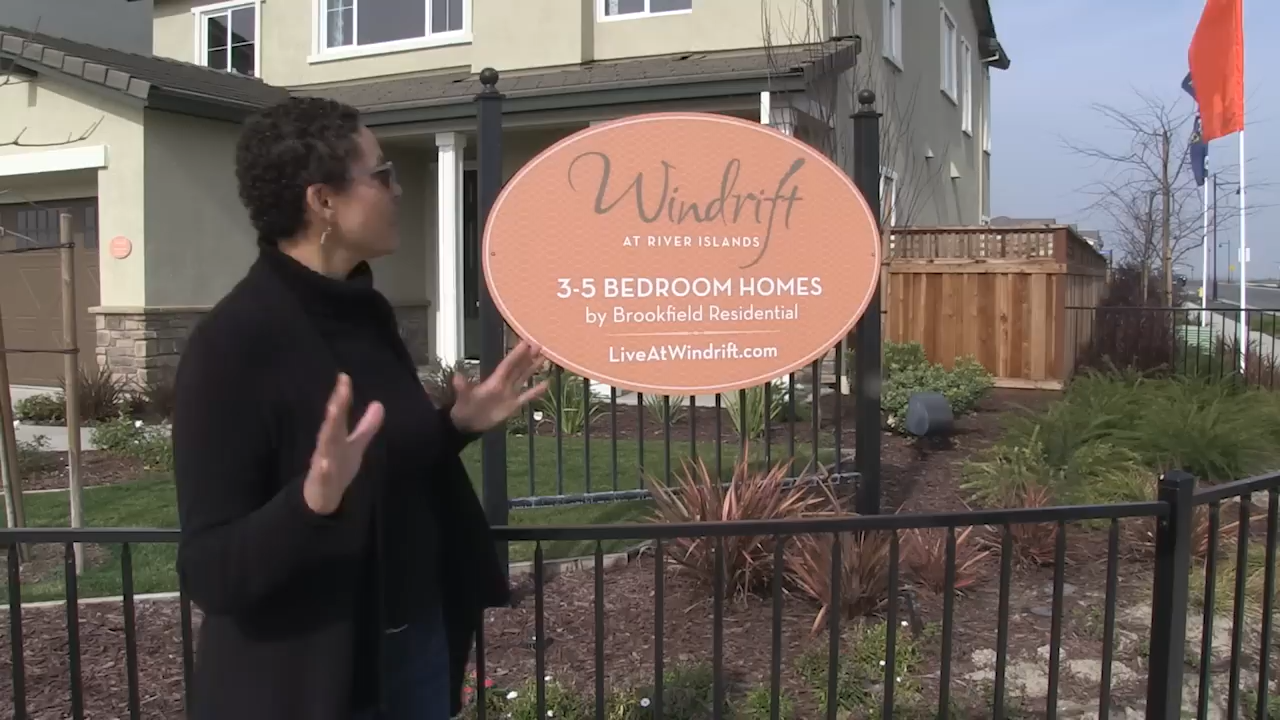 Windrift
AT RIVER ISLANDS
3-5 BEDROOM HOMES
by Brookfield Residential
LiveAtWindrift.com